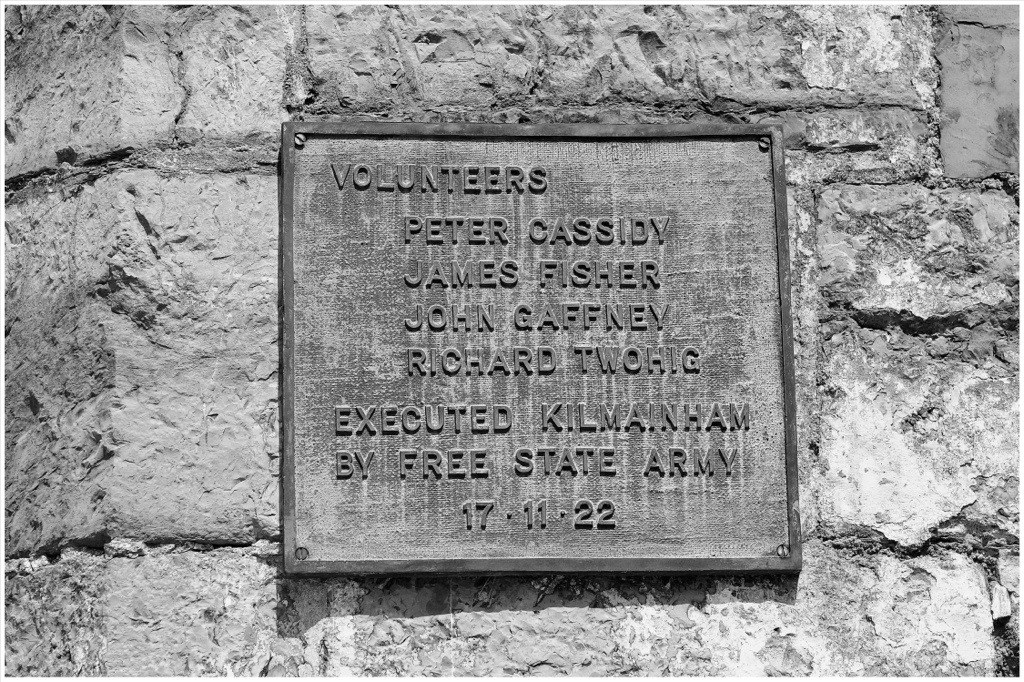 VOLUNTEERS
PETER CASSIDY
JAMES FISHER
JOHN GAFFNEY
RICHARD TWOHIG
EXECUTED KILMAINHAM
BY FREE STATE ARMY
17·11·22